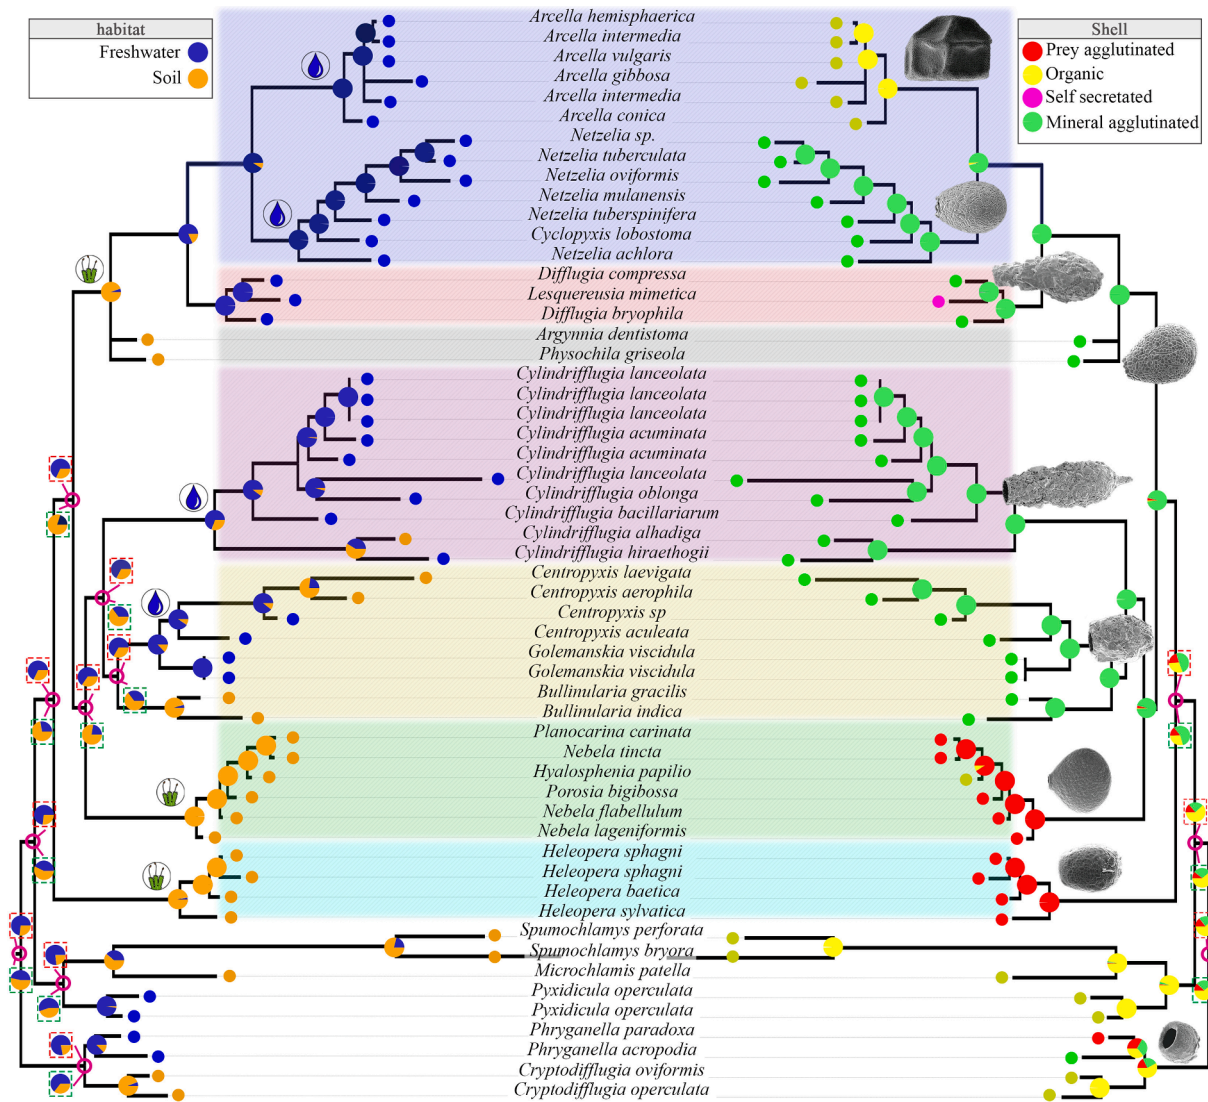 habitat
Freshwater
Soil
Shell
Prey agglutinated
Organic
Self secretated
Mineral agglutinated
Arcella hemisphaerica
Arcella intermedia
Arcella vulgaris
Arcella gibbosa
Arcella intermedia
Arcella conica
Netzelia sp.
Netzelia tuberculata
Netzelia oviformis
Netzelia mulanensis
Netzelia tuberspinifera
Cyclopyxis lobostoma
Netzelia achlora
Difflugia compressa
Lesquereusia mimetica
Difflugia bryophila
Argynnia dentistoma
Physochila griseola
Cylindrifflugia lanceolata
Cylindrifflugia lanceolata
Cylindrifflugia lanceolata
Cylindrifflugia acuminata
Cylindrifflugia acuminata
Cylindrifflugia lanceolata
Cylindrifflugia oblonga
Cylindrifflugia bacillariarum
Cylindrifflugia alhadiga
Cylindrifflugia hiraethogii
Centropyxis laevigata
Centropyxis aerophila
Centropyxis sp
Centropyxis aculeata
Golemanskia viscidula
Golemanskia viscidula
Bullinularia gracilis
Bullinularia indica
Planocarina carinata
Nebela tincta
Hyalosphenia papilio
Porosia bigibossa
Nebela flabellulum
Nebela lageniformis
Heleopera sphagni
Heleopera sphagni
Heleopera baetica
Heleopera sylvatica
Spumochlamys perforata
Spumochlamys bryora
Microchlamis patella
Pyxidicula operculata
Pyxidicula operculata
Phryganella paradoxa
Phryganella acropodia
Cryptodifflugia oviformis
Cryptodifflugia operculata